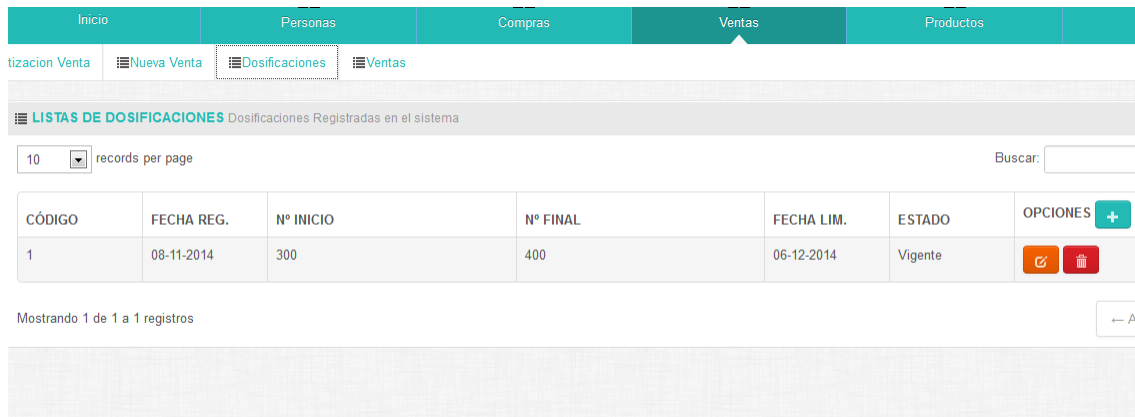 Inicio Personas Compras Ventas Productos
tizacion Venta Nueva Venta Dosificaciones Ventas
LISTAS DE DOSIFICACIONES Dosificaciones Registradas en el sistema
10 records per page Buscar:
CÓDIGO FECHA REG. Nº INICIO Nº FINAL FECHA LIM. ESTADO OPCIONES
1 08-11-2014 300 400 06-12-2014 Vigente
Mostrando 1 de 1 a 1 registros ← A